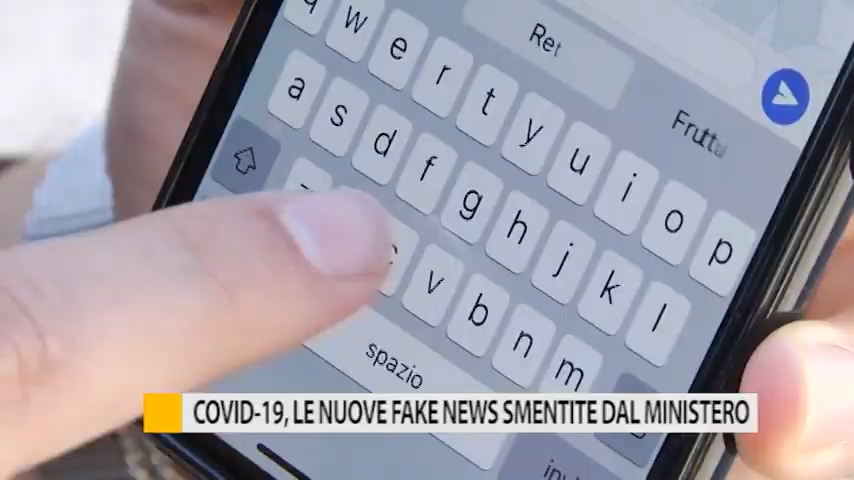 q w e r t y u i o p
Ret
Frutta
a s d f g h j k l
c v b n m
spazio
COVID-19, LE NUOVE FAKE NEWS SMENTITE DAL MINISTERO